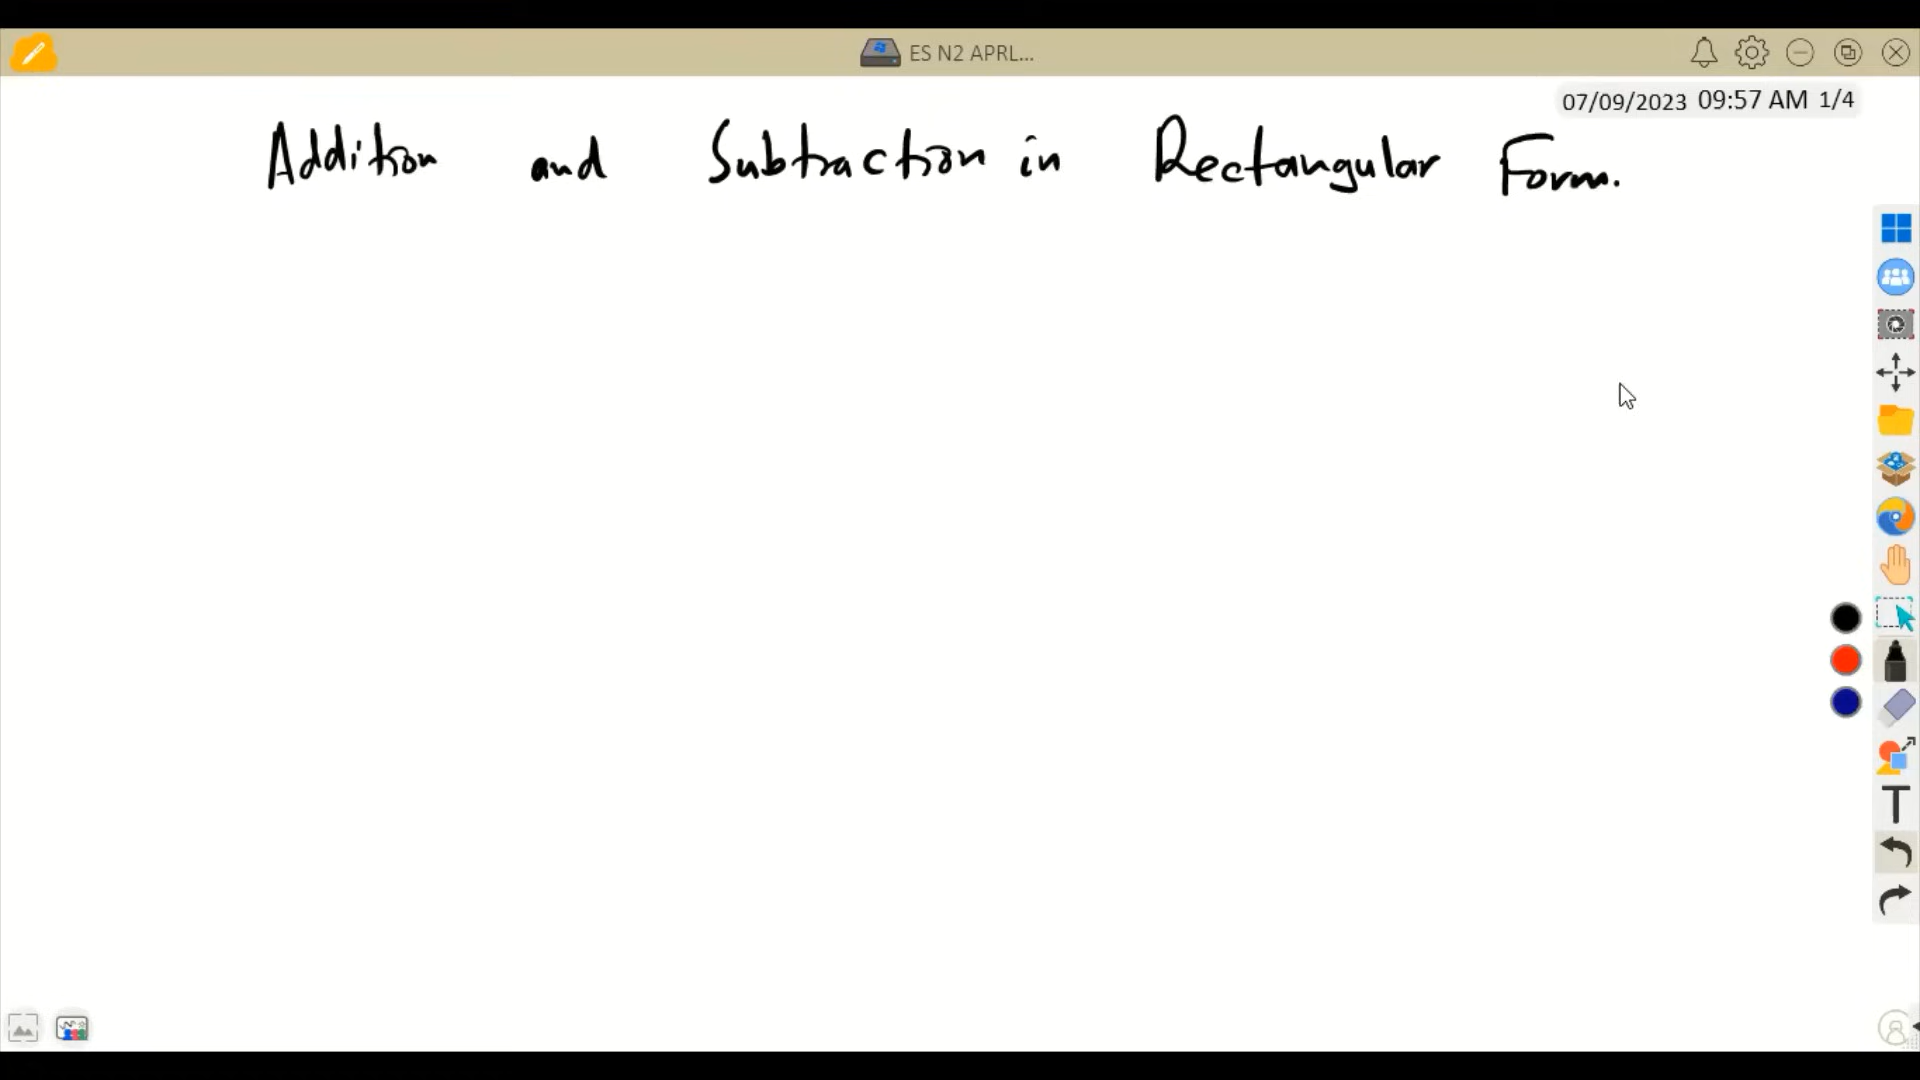 ES N2 APRL...
07/09/2023 09:57 AM 1/4
Addition and Subtraction in Rectangular Form.
T